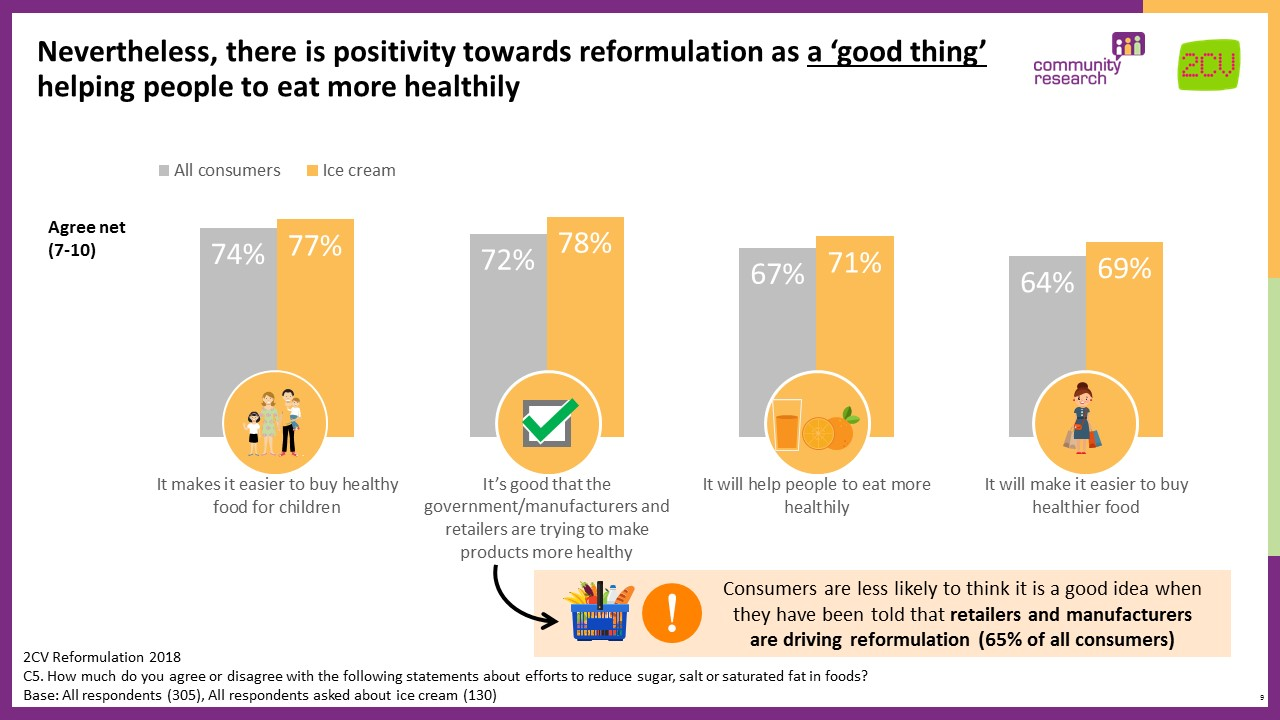 Nevertheless, there is positivity towards reformulation as a ‘good thing’
helping people to eat more healthily
community
research
2CV
All consumers
Ice cream
Agree net
(7-10)
74%
77%
72%
78%
67%
71%
64%
69%
It makes it easier to buy healthy
food for children
It’s good that the
government/manufacturers and
retailers are trying to make
products more healthy
It will help people to eat more
healthily
It will make it easier to buy
healthier food
!
Consumers are less likely to think it is a good idea when
they have been told that retailers and manufacturers
are driving reformulation (65% of all consumers)
2CV Reformulation 2018
C5. How much do you agree or disagree with the following statements about efforts to reduce sugar, salt or saturated fat in foods?
Base: All respondents (305), All respondents asked about ice cream (130)
9